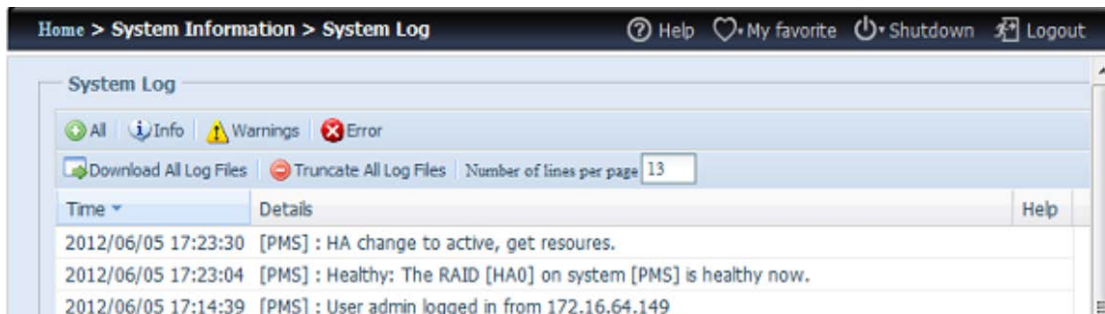 Home > System Information > System Log Help My favorite Shutdown Logout
System Log
All Info Warnings Error
Download All Log Files Truncate All Log Files Number of lines per page 13
Time Details Help
2012/06/05 17:23:30 [PMS] : HA change to active, get resoures.
2012/06/05 17:23:04 [PMS] : Healthy: The RAID [HA0] on system [PMS] is healthy now.
2012/06/05 17:14:39 [PMS] : User admin logged in from 172.16.64.149